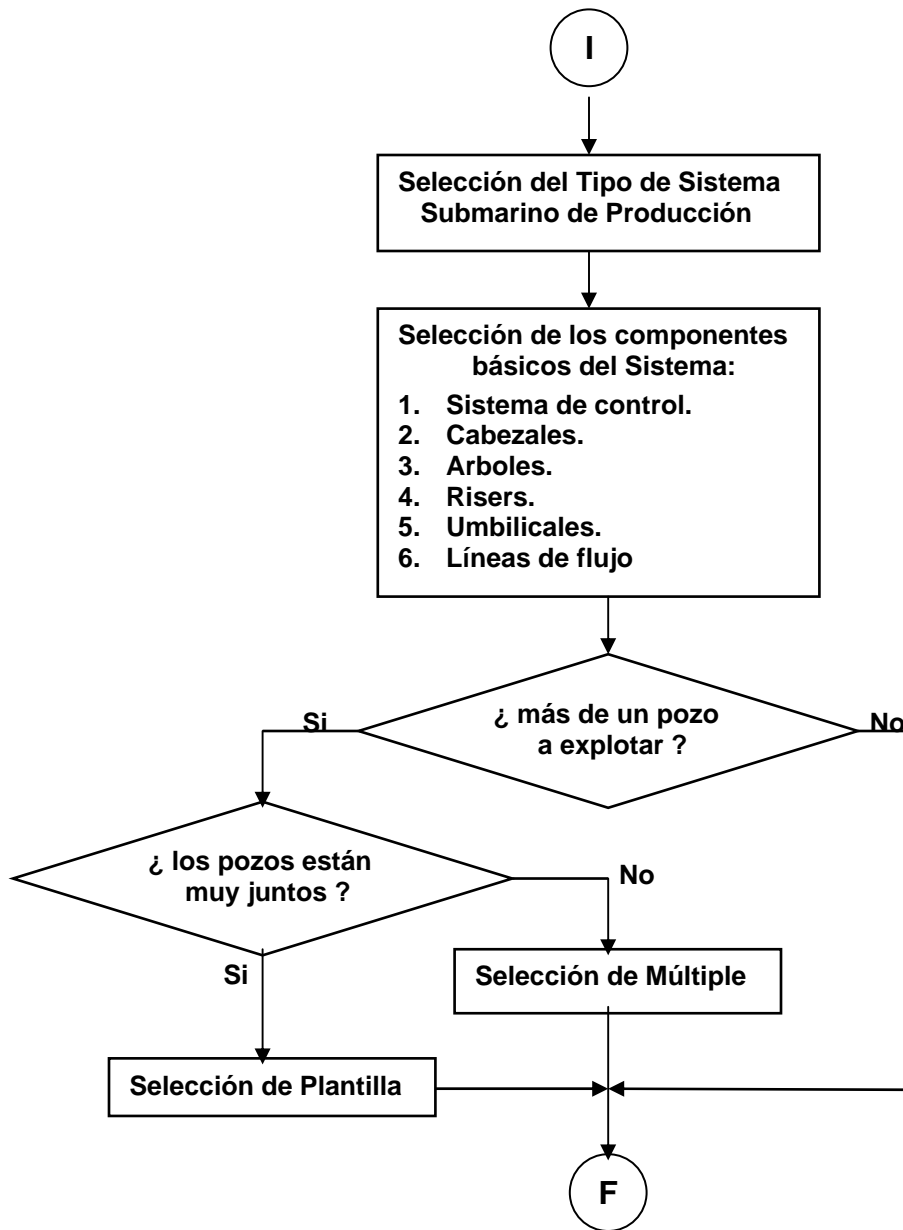 I
Selección del Tipo de Sistema
Submarino de Producción
Selección de los componentes
básicos del Sistema:
1. Sistema de control.
2. Cabezales.
3. Arboles.
4. Risers.
5. Umbilicales.
6. Líneas de flujo
¿ más de un pozo
a explotar ?
Si
No
¿ los pozos están
muy juntos ?
No
Si
Selección de Múltiple
Selección de Plantilla
F